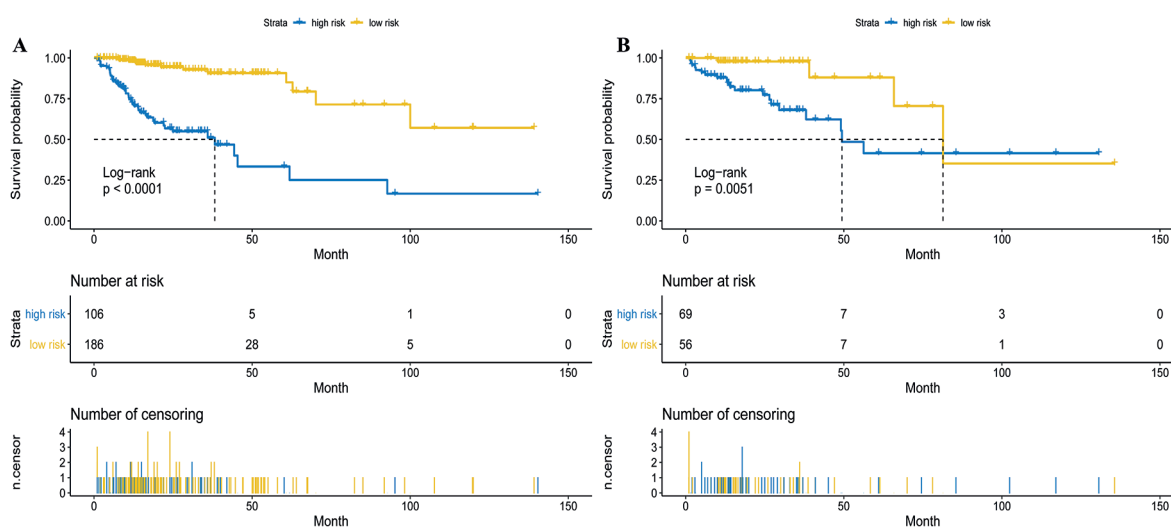 Strata high risk low risk
A
Survival probability
1.00
0.75
0.50
0.25
0.00
Log-rank
p < 0.0001
0 50 100 150
Month
Number at risk
Strata
high risk 106 5 1 0
low risk 186 28 5 0
0 50 100 150
Month
Number of censoring
n.censor
4
3
2
1
0
0 50 100 150
Month
Strata high risk low risk
B
Survival probability
1.00
0.75
0.50
0.25
0.00
Log-rank
p = 0.0051
0 50 100 150
Month
Number at risk
Strata
high risk 69 7 3 0
low risk 56 7 1 0
0 50 100 150
Month
Number of censoring
n.censor
4
3
2
1
0
0 50 100 150
Month